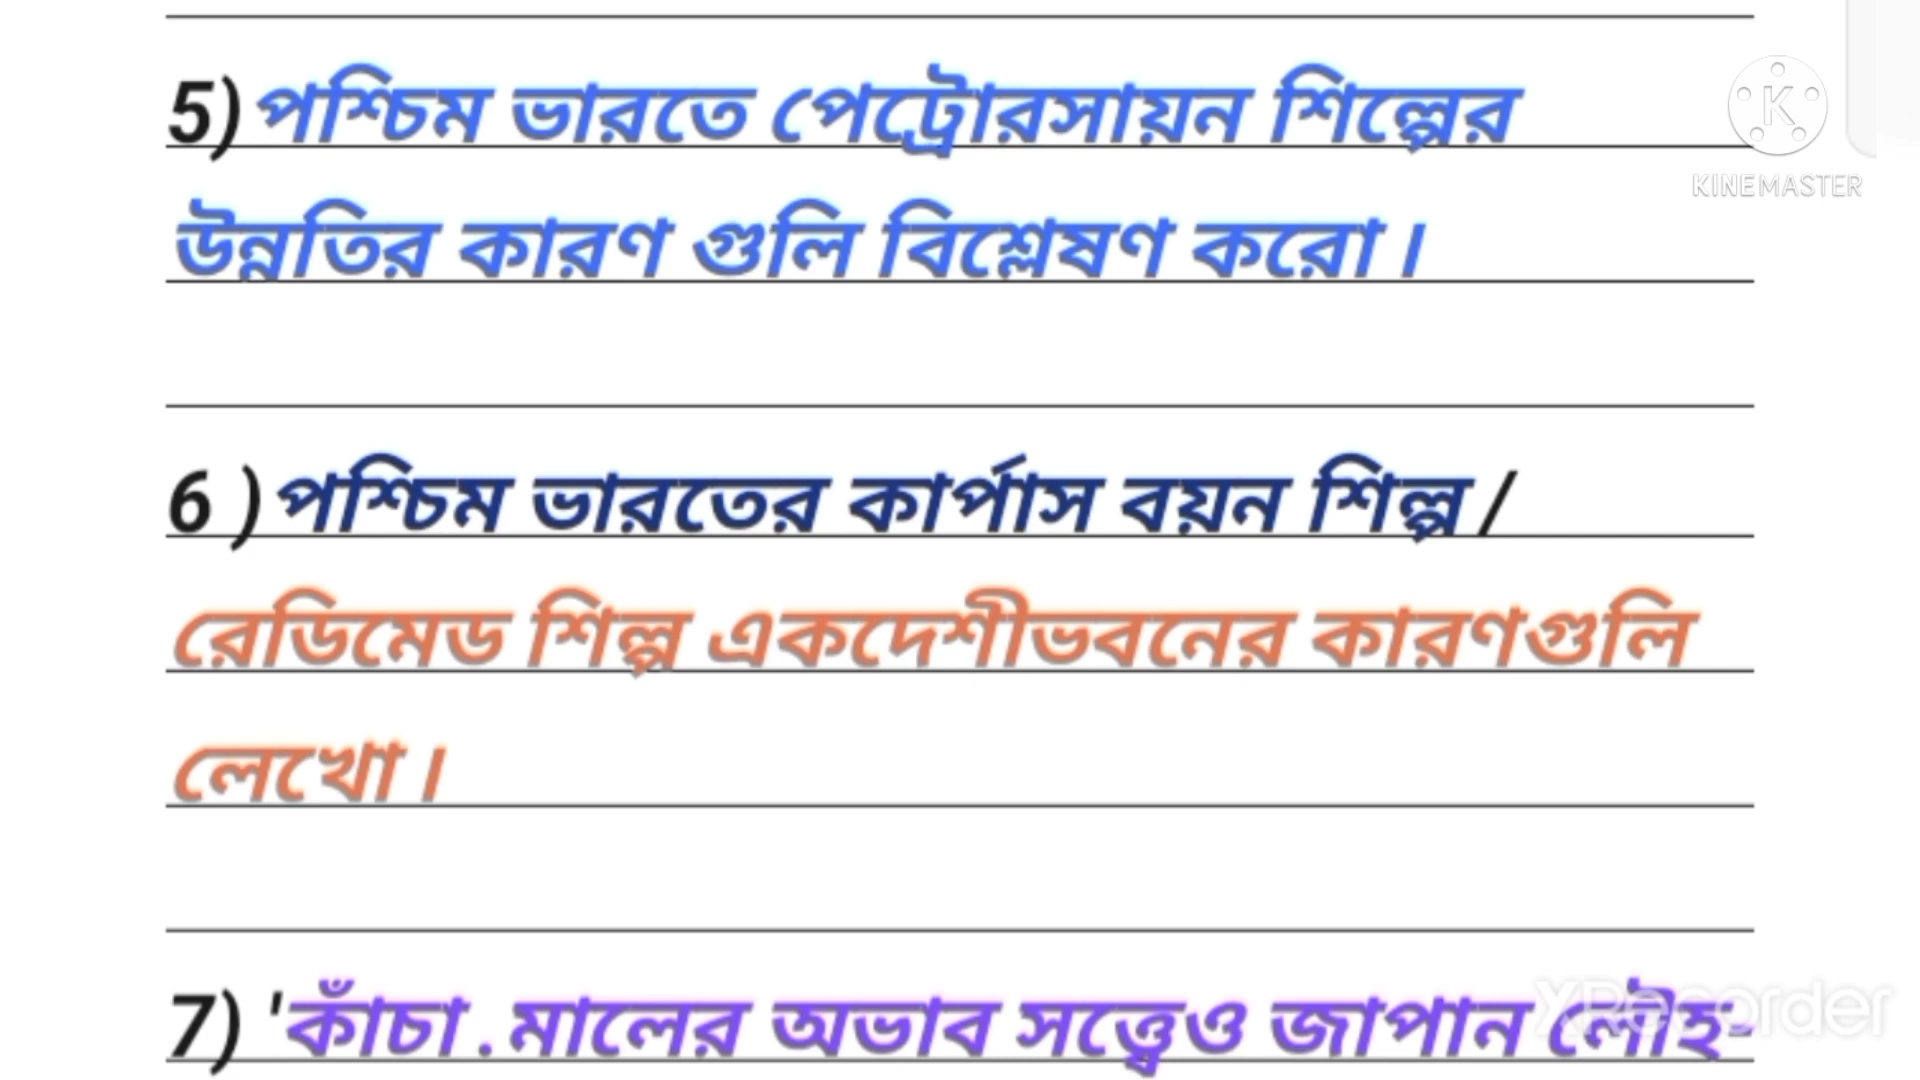 5)পশ্চিম ভারতে পেট্রোরসায়ন শিল্পের
উন্নতির কারণ গুলি বিশ্লেষণ করো ।
6 )পশ্চিম ভারতের কার্পাস বয়ন শিল্প /
রেডিমেড শিল্প একদেশীভবনের কারণগুলি
লেখো ।
7) 'কাঁচা .মালের অভাব সত্ত্বেও জাপান লৌহ-
K
KINEMASTER
XRecorder